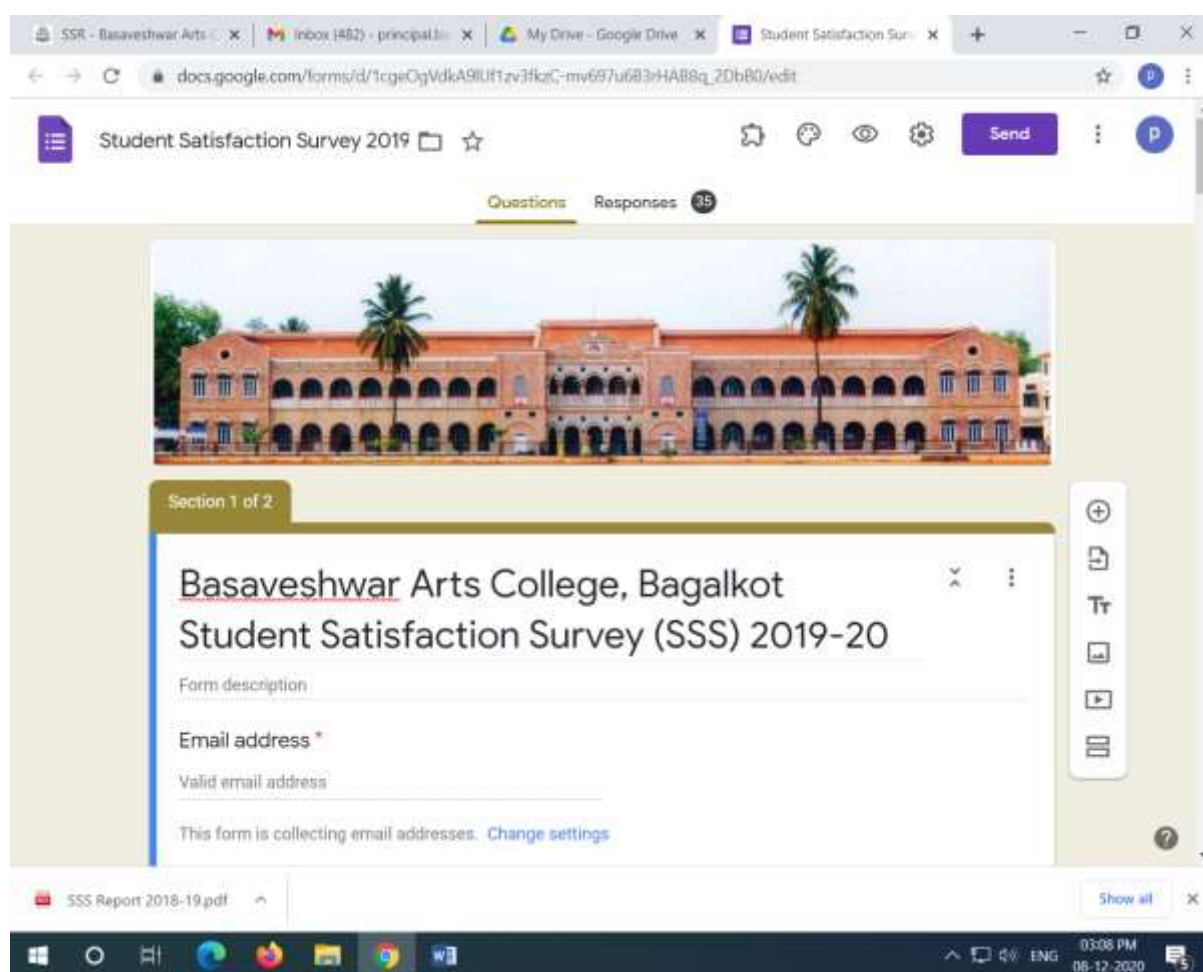 SSR - Basaveshwar Arts C
Inbox (482) - principal.b
My Drive - Google Drive
Student Satisfaction Sur
docs.google.com/forms/d/
/edit
Student Satisfaction Survey 2019
Send
P
Questions Responses 35
Section 1 of 2
Basaveshwar Arts College, Bagalkot
Student Satisfaction Survey (SSS) 2019-20
Form description
Email address *
Valid email address
This form is collecting email addresses. Change settings
TT
SSS Report 2018-19.pdf
Show all
ENG
03:08 PM
08-12-2020
5